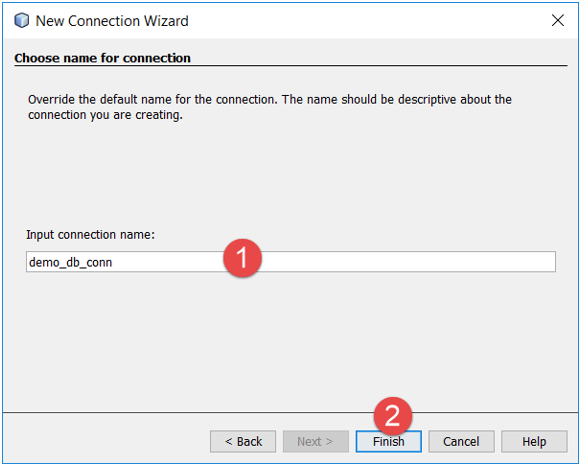 New Connection Wizard
Choose name for connection
Override the default name for the connection. The name should be descriptive about the
connection you are creating.
Input connection name:
demo_db_conn
1
2
< Back
Next >
Finish
Cancel
Help